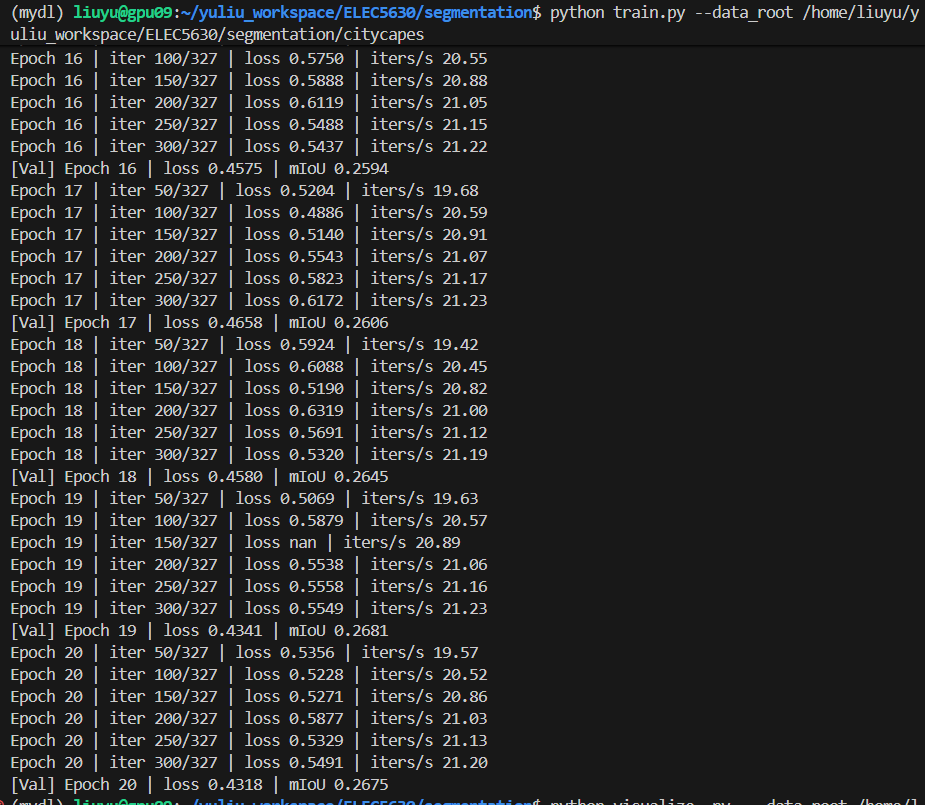 (mydl) liuyu@gpu09:~/yuliu_workspace/ELEC5630/segmentation$ python train.py --data_root /home/liuyu/y
uliu_workspace/ELEC5630/segmentation/citycapes
Epoch 16 | iter 100/327 | loss 0.5750 | iters/s 20.55
Epoch 16 | iter 150/327 | loss 0.5888 | iters/s 20.88
Epoch 16 | iter 200/327 | loss 0.6119 | iters/s 21.05
Epoch 16 | iter 250/327 | loss 0.5488 | iters/s 21.15
Epoch 16 | iter 300/327 | loss 0.5437 | iters/s 21.22
[Val] Epoch 16 | loss 0.4575 | mIoU 0.2594
Epoch 17 | iter 50/327 | loss 0.5204 | iters/s 19.68
Epoch 17 | iter 100/327 | loss 0.4886 | iters/s 20.59
Epoch 17 | iter 150/327 | loss 0.5140 | iters/s 20.91
Epoch 17 | iter 200/327 | loss 0.5543 | iters/s 21.07
Epoch 17 | iter 250/327 | loss 0.5823 | iters/s 21.17
Epoch 17 | iter 300/327 | loss 0.6172 | iters/s 21.23
[Val] Epoch 17 | loss 0.4658 | mIoU 0.2606
Epoch 18 | iter 50/327 | loss 0.5924 | iters/s 19.42
Epoch 18 | iter 100/327 | loss 0.6088 | iters/s 20.45
Epoch 18 | iter 150/327 | loss 0.5190 | iters/s 20.82
Epoch 18 | iter 200/327 | loss 0.6319 | iters/s 21.00
Epoch 18 | iter 250/327 | loss 0.5691 | iters/s 21.12
Epoch 18 | iter 300/327 | loss 0.5320 | iters/s 21.19
[Val] Epoch 18 | loss 0.4580 | mIoU 0.2645
Epoch 19 | iter 50/327 | loss 0.5069 | iters/s 19.63
Epoch 19 | iter 100/327 | loss 0.5879 | iters/s 20.57
Epoch 19 | iter 150/327 | loss nan | iters/s 20.89
Epoch 19 | iter 200/327 | loss 0.5538 | iters/s 21.06
Epoch 19 | iter 250/327 | loss 0.5558 | iters/s 21.16
Epoch 19 | iter 300/327 | loss 0.5549 | iters/s 21.23
[Val] Epoch 19 | loss 0.4341 | mIoU 0.2681
Epoch 20 | iter 50/327 | loss 0.5356 | iters/s 19.57
Epoch 20 | iter 100/327 | loss 0.5228 | iters/s 20.52
Epoch 20 | iter 150/327 | loss 0.5271 | iters/s 20.86
Epoch 20 | iter 200/327 | loss 0.5877 | iters/s 21.03
Epoch 20 | iter 250/327 | loss 0.5329 | iters/s 21.13
Epoch 20 | iter 300/327 | loss 0.5491 | iters/s 21.20
[Val] Epoch 20 | loss 0.4318 | mIoU 0.2675